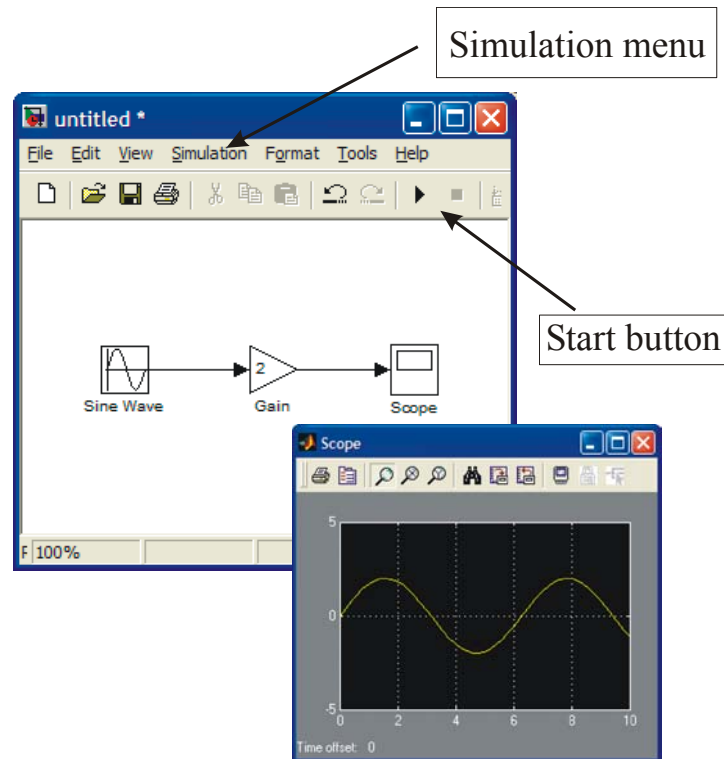 Simulation menu
untitled *
File Edit View Simulation Format Tools Help
Start button
2
Sine Wave Gain Scope
Scope
F 100%
5
0
-5
0 2 4 6 8 10
Time offset: 0